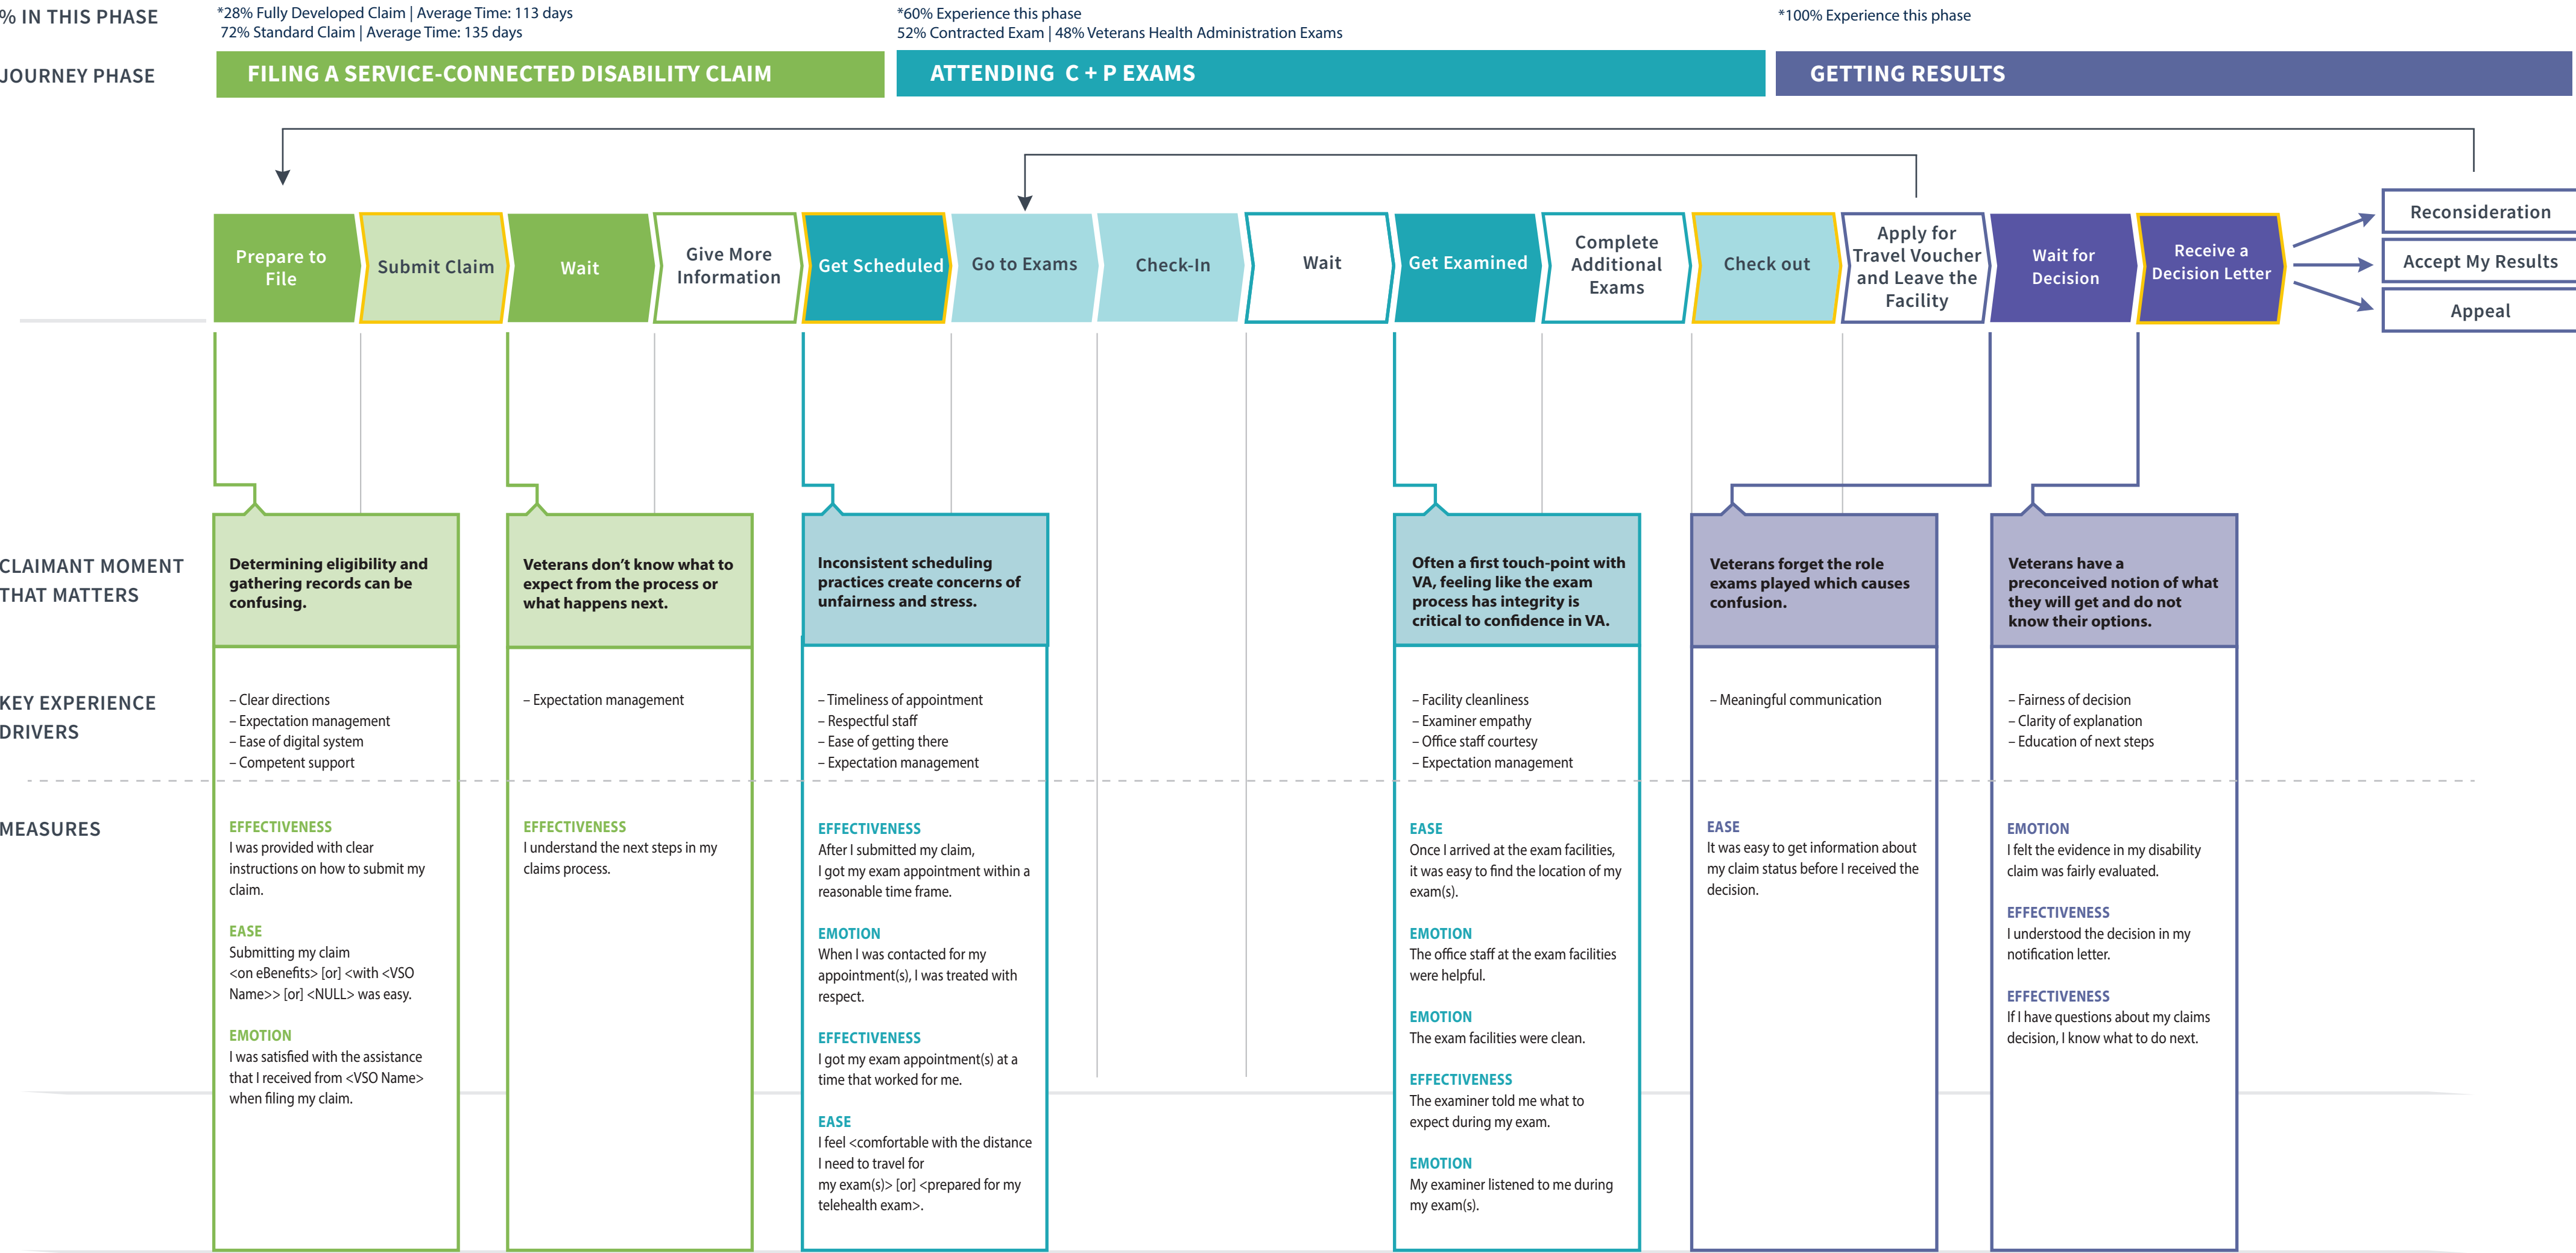 % IN THIS PHASE
*28% Fully Developed Claim | Average Time: 113 days
72% Standard Claim | Average Time: 135 days
*60% Experience this phase
52% Contracted Exam | 48% Veterans Health Administration Exams
*100% Experience this phase
JOURNEY PHASE
FILING A SERVICE-CONNECTED DISABILITY CLAIM
ATTENDING C + P EXAMS
GETTING RESULTS
Prepare to
File
Submit Claim
Wait
Give More
Information
Get Scheduled
Go to Exams
Check-In
Wait
Get Examined
Complete
Additional
Exams
Check out
Apply for
Travel Voucher
and Leave the
Facility
Wait for
Decision
Receive a
Decision Letter
Reconsideration
Accept My Results
Appeal
CLAIMANT MOMENT
THAT MATTERS
Determining eligibility and
gathering records can be
confusing.
Veterans don’t know what to
expect from the process or
what happens next.
Inconsistent scheduling
practices create concerns of
unfairness and stress.
Often a first touch-point with
VA, feeling like the exam
process has integrity is
critical to confidence in VA.
Veterans forget the role
exams played which causes
confusion.
Veterans have a
preconceived notion of what
they will get and do not
know their options.
KEY EXPERIENCE
DRIVERS
– Clear directions
– Expectation management
– Ease of digital system
– Competent support
– Expectation management
– Timeliness of appointment
– Respectful staff
– Ease of getting there
– Expectation management
– Facility cleanliness
– Examiner empathy
– Office staff courtesy
– Expectation management
– Meaningful communication
– Fairness of decision
– Clarity of explanation
– Education of next steps
MEASURES
EFFECTIVENESS
I was provided with clear
instructions on how to submit my
claim.
EASE
Submitting my claim
<on eBenefits> [or] <with <VSO
Name>> [or] <NULL> was easy.
EMOTION
I was satisfied with the assistance
that I received from <VSO Name>
when filing my claim.
EFFECTIVENESS
I understand the next steps in my
claims process.
EFFECTIVENESS
After I submitted my claim,
I got my exam appointment within a
reasonable time frame.
EMOTION
When I was contacted for my
appointment(s), I was treated with
respect.
EFFECTIVENESS
I got my exam appointment(s) at a
time that worked for me.
EASE
I feel <comfortable with the distance
I need to travel for
my exam(s)> [or] <prepared for my
telehealth exam>.
EASE
Once I arrived at the exam facilities,
it was easy to find the location of my
exam(s).
EMOTION
The office staff at the exam facilities
were helpful.
EMOTION
The exam facilities were clean.
EFFECTIVENESS
The examiner told me what to
expect during my exam.
EMOTION
My examiner listened to me during
my exam(s).
EASE
It was easy to get information about
my claim status before I received the
decision.
EMOTION
I felt the evidence in my disability
claim was fairly evaluated.
EFFECTIVENESS
I understood the decision in my
notification letter.
EFFECTIVENESS
If I have questions about my claims
decision, I know what to do next.